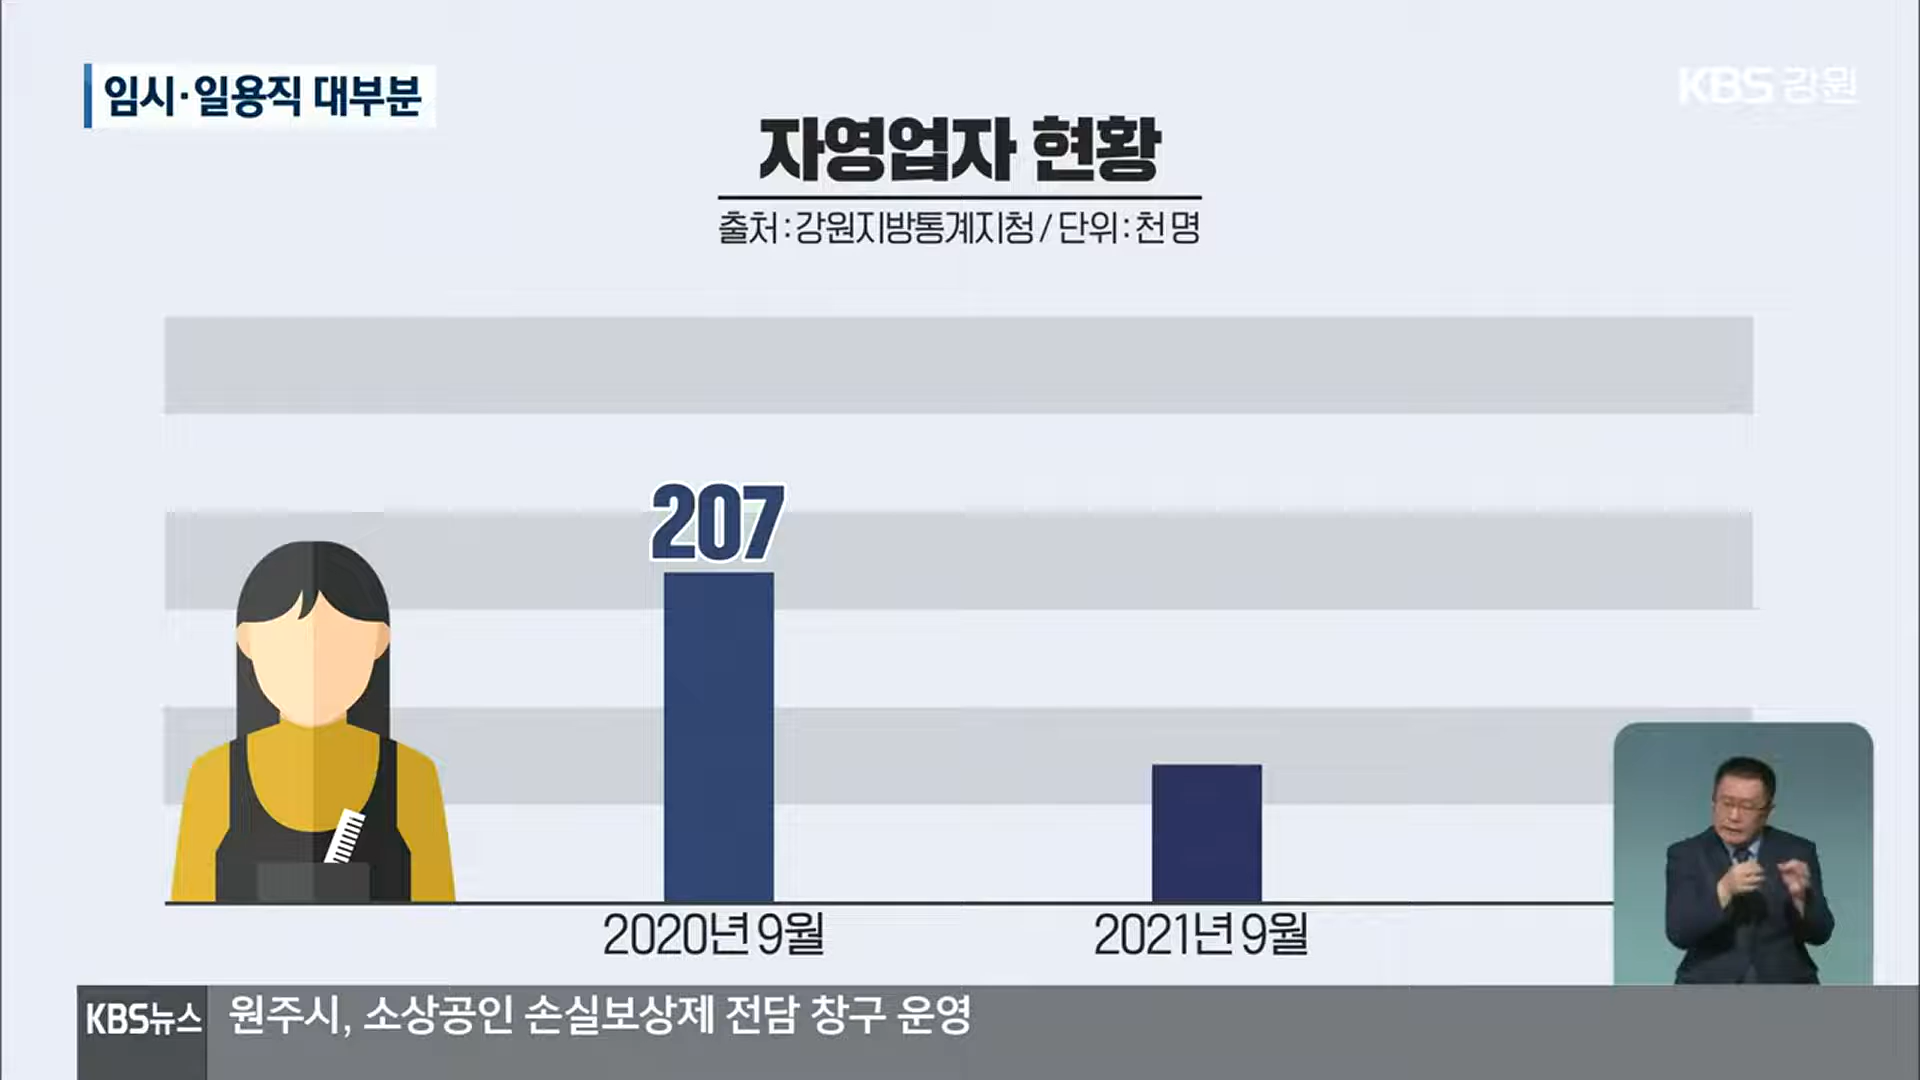 임시·일용직 대부분
KBS 강원
자영업자 현황
출처 : 강원지방통계지청 / 단위 : 천 명
207
2020년 9월
2021년 9월
KBS뉴스
원주시, 소상공인 손실보상제 전담 창구 운영